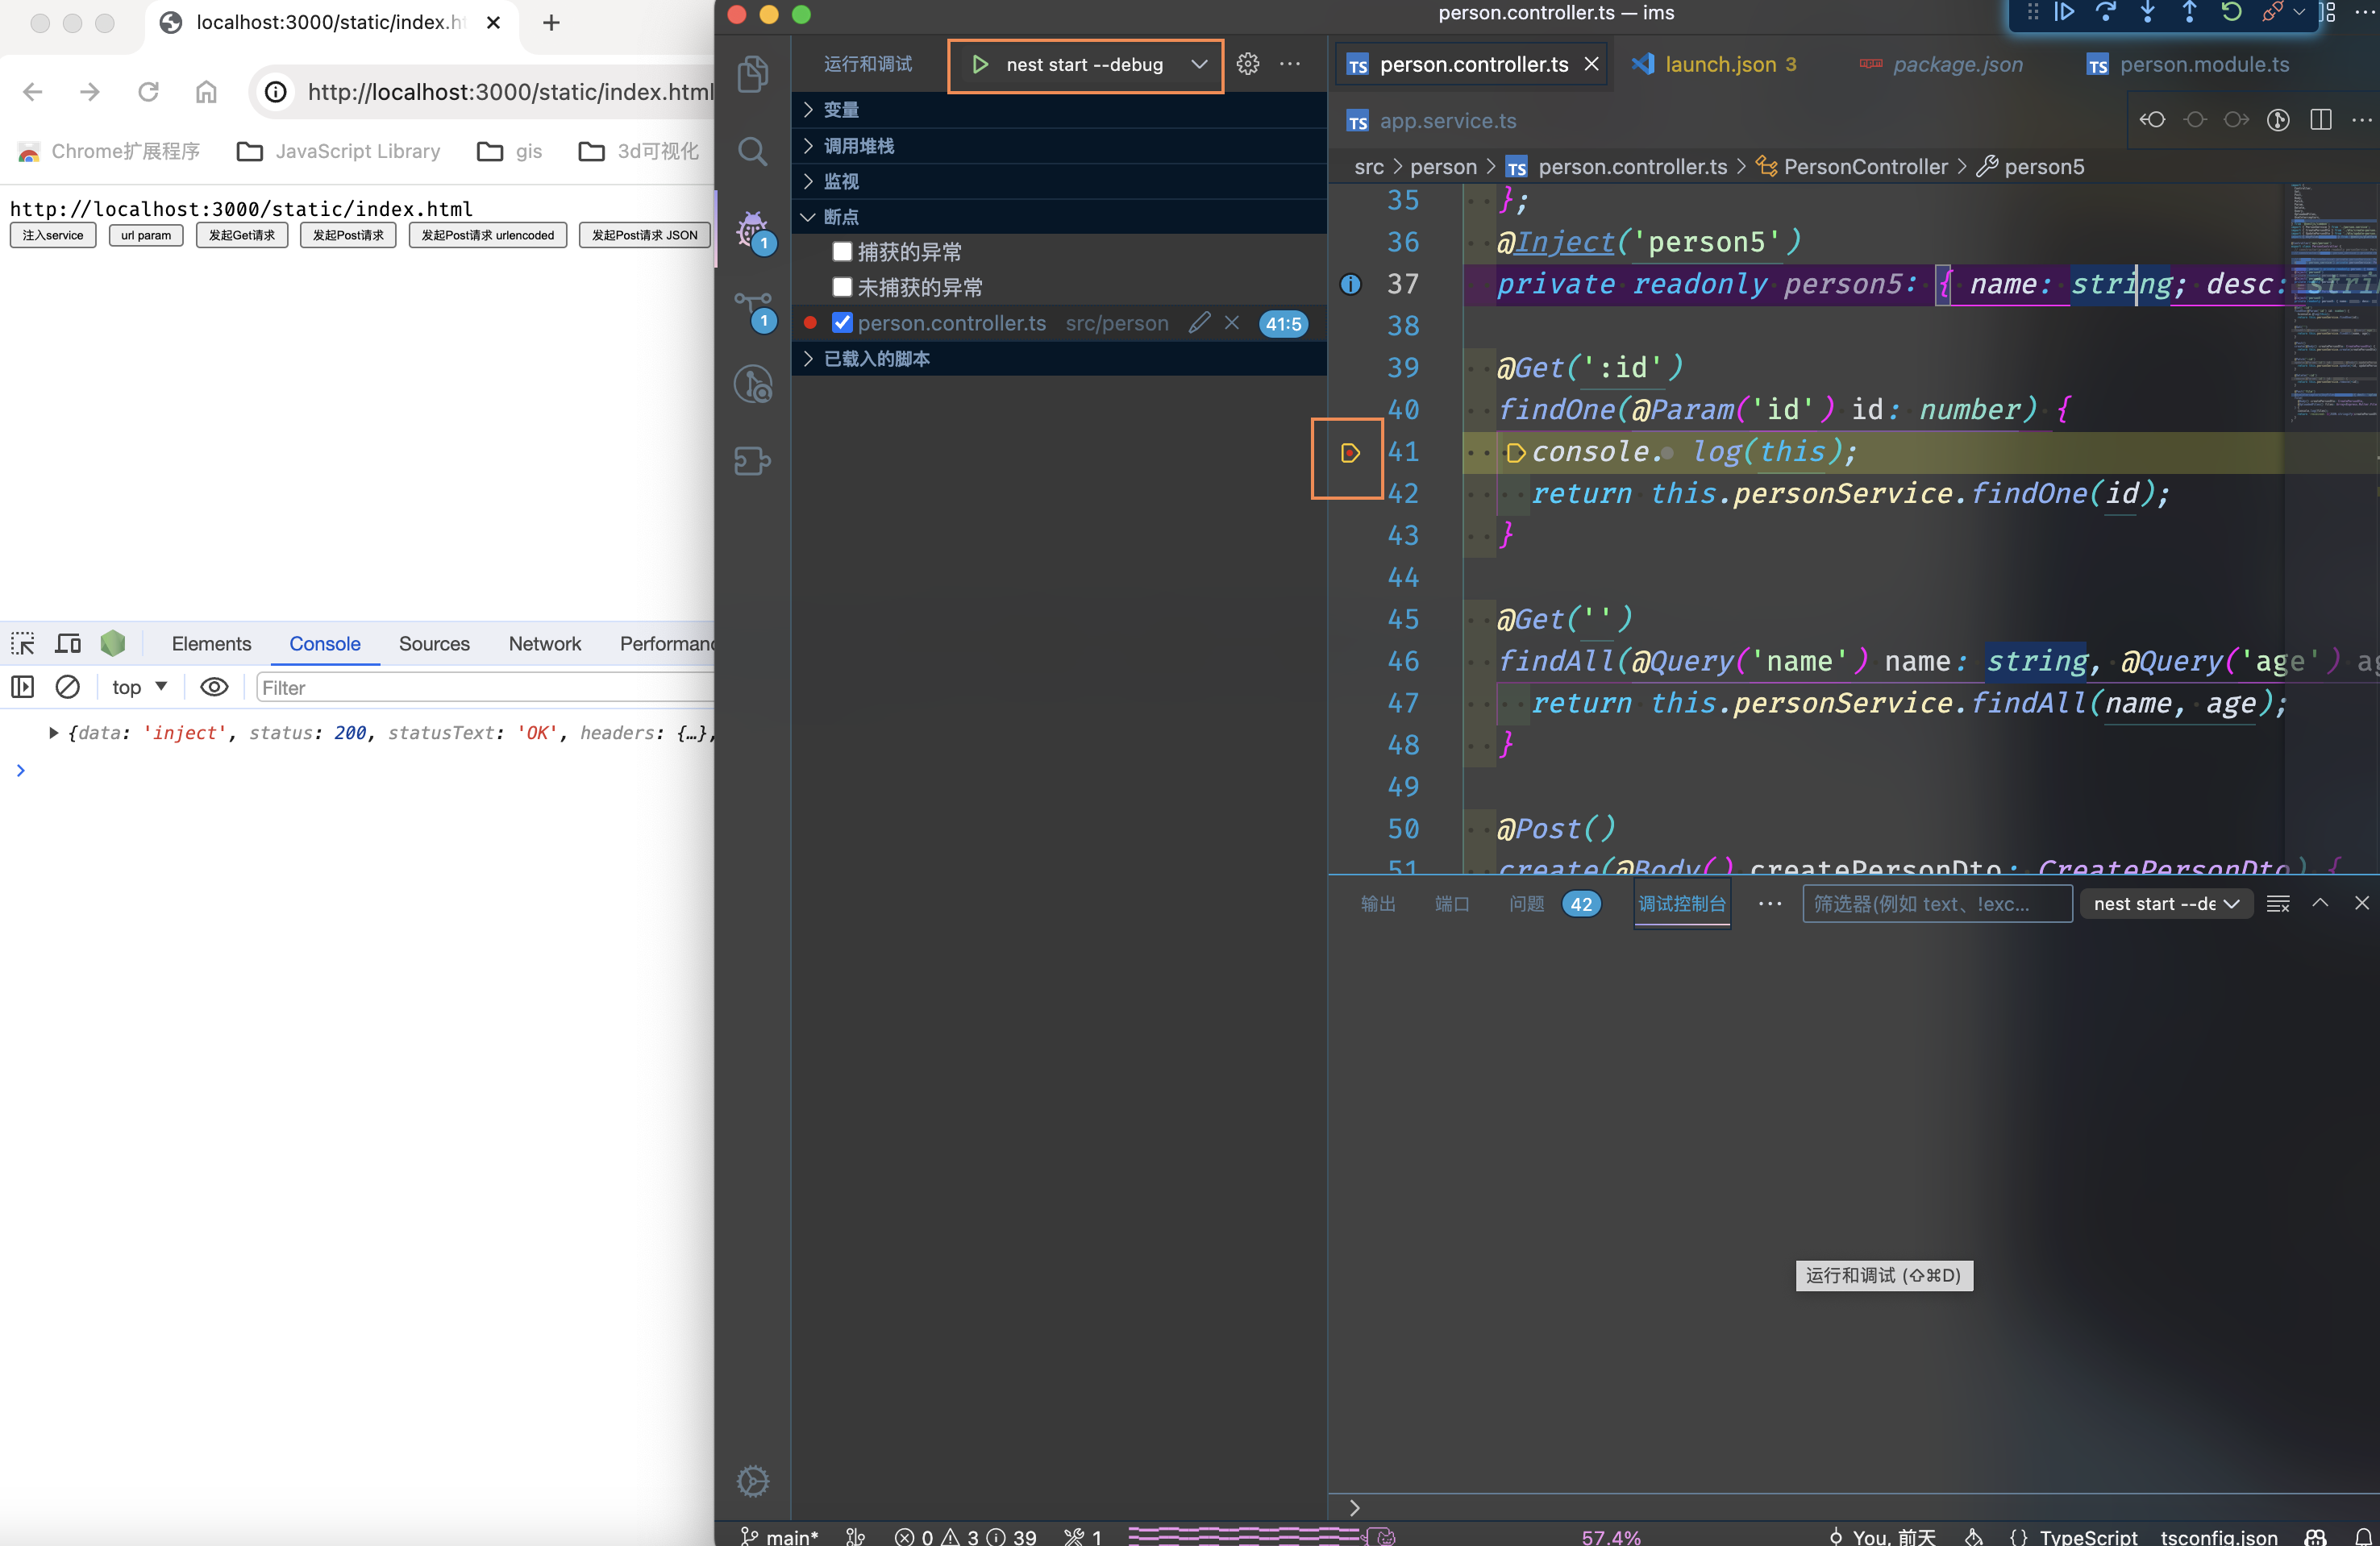 localhost:3000/static/index.h
http://localhost:3000/static/index.html
Chrome扩展程序
JavaScript Library
gis
3d可视化
http://localhost:3000/static/index.html
注入service
url param
发起Get请求
发起Post请求
发起Post请求 urlencoded
发起Post请求 JSON
Elements
Console
Sources
Network
Performanc
top
Filter
{data: 'inject', status: 200, statusText: 'OK', headers: {…},
person.controller.ts — ims
运行和调试
nest start --debug
变量
调用堆栈
监视
断点
捕获的异常
未捕获的异常
person.controller.ts src/person 41:5
已载入的脚本
1
1
TS person.controller.ts
launch.json 3
package.json
TS person.module.ts
TS app.service.ts
src > person > TS person.controller.ts > PersonController > person5
35 };
36 @Inject('person5')
37 private readonly person5: { name: string; desc: strin
38
39 @Get(':id')
40 findOne(@Param('id') id: number) {
41 console. log(this);
42 return this.personService.findOne(id);
43 }
44
45 @Get('')
46 findAll(@Query('name') name: string, @Query('age') ag
47 return this.personService.findAll(name, age);
48 }
49
50 @Post()
51 create(@Body() createPersonDto: CreatePersonDto) {
输出
端口
问题 42
调试控制台
筛选器(例如 text、!exc...
nest start --de
运行和调试 (⇧⌘D)
main*
0 3 39
1
57.4%
You, 前天
{} TypeScript
tsconfig.json